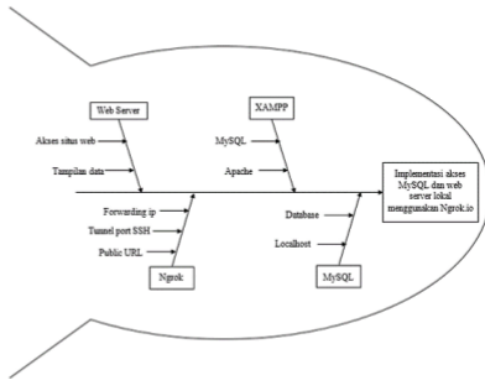 Web Server
XAMPP
Akses situs web
MySQL
Tampilan data
Apache
Implementasi akses
MySQL dan web
server lokal
menggunakan Ngrok.io
Forwarding ip
Database
Tunnel port SSH
Localhost
Public URL
Ngrok
MySQL